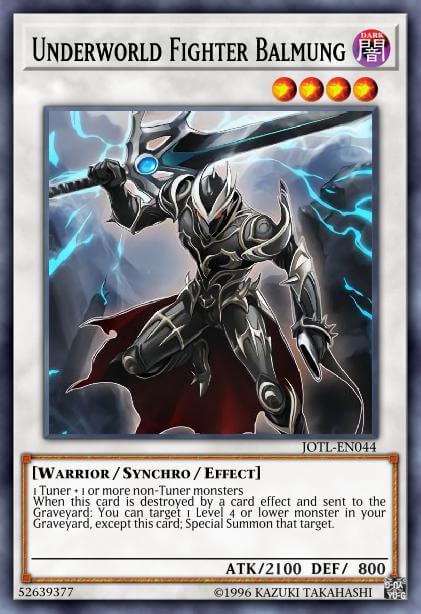 UNDERWORLD FIGHTER BALMUNG
DARK
闇
JOTL-EN044
[WARRIOR / SYNCHRO / EFFECT]
1 Tuner + 1 or more non-Tuner monsters
When this card is destroyed by a card effect and sent to the
Graveyard: You can target 1 Level 4 or lower monster in your
Graveyard, except this card; Special Summon that target.
ATK/2100 DEF/ 800
52639377
©1996 KAZUKI TAKAHASHI